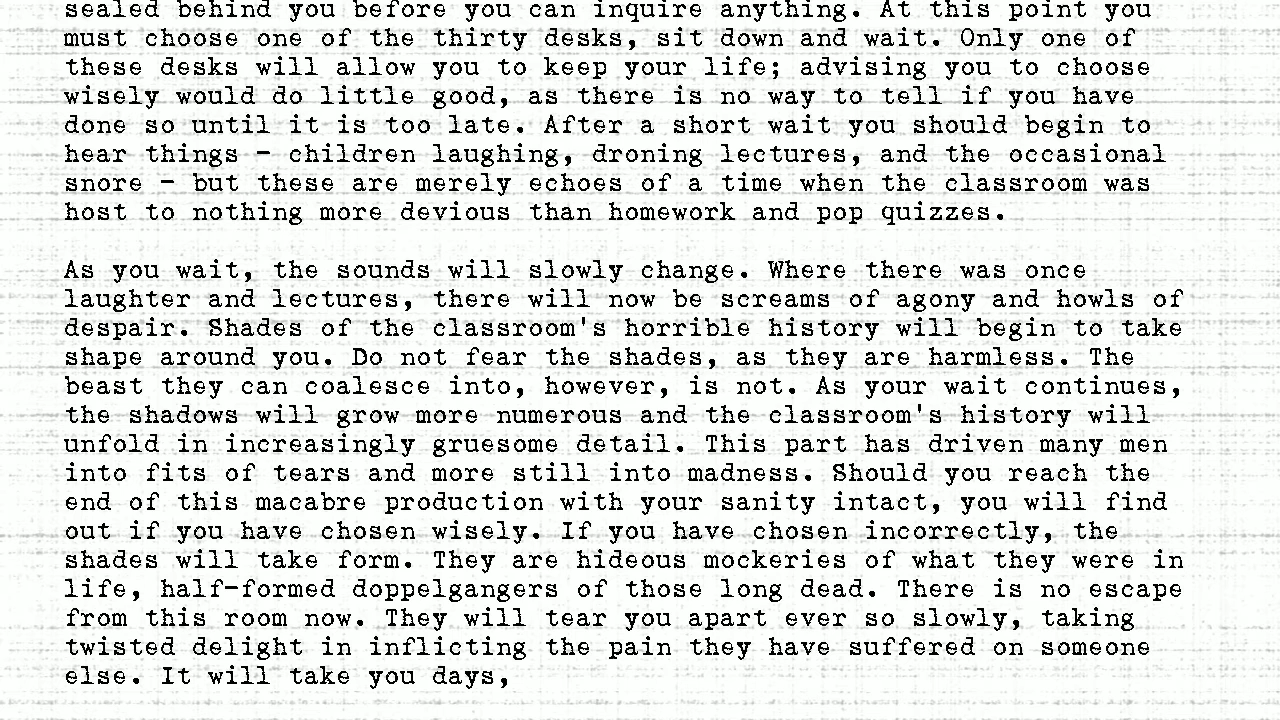 sealed behind you before you can inquire anything. At this point you
must choose one of the thirty desks, sit down and wait. Only one of
these desks will allow you to keep your life; advising you to choose
wisely would do little good, as there is no way to tell if you have
done so until it is too late. After a short wait you should begin to
hear things - children laughing, droning lectures, and the occasional
snore - but these are merely echoes of a time when the classroom was
host to nothing more devious than homework and pop quizzes.

As you wait, the sounds will slowly change. Where there was once
laughter and lectures, there will now be screams of agony and howls of
despair. Shades of the classroom's horrible history will begin to take
shape around you. Do not fear the shades, as they are harmless. The
beast they can coalesce into, however, is not. As your wait continues,
the shadows will grow more numerous and the classroom's history will
unfold in increasingly gruesome detail. This part has driven many men
into fits of tears and more still into madness. Should you reach the
end of this macabre production with your sanity intact, you will find
out if you have chosen wisely. If you have chosen incorrectly, the
shades will take form. They are hideous mockeries of what they were in
life, half-formed doppelgangers of those long dead. There is no escape
from this room now. They will tear you apart ever so slowly, taking
twisted delight in inflicting the pain they have suffered on someone
else. It will take you days,